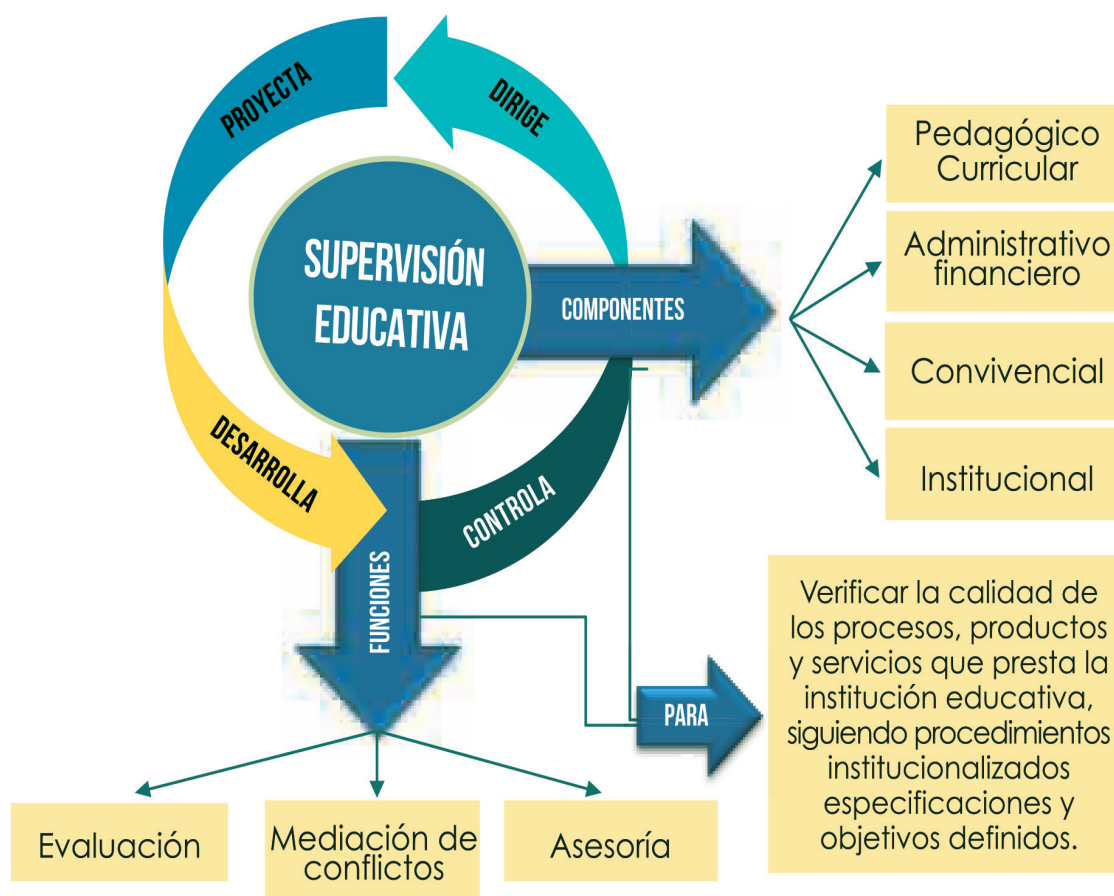 PROYECTA
DIRIGE
SUPERVISIÓN
EDUCATIVA
DESARROLLA
CONTROLA
COMPONENTES
Pedagógico
Curricular
Administrativo
financiero
Convivencial
Institucional
FUNCIONES
Evaluación
Mediación de
conflictos
Asesoría
PARA
Verificar la calidad de
los procesos, productos
y servicios que presta la
institución educativa,
siguiendo procedimientos
institucionalizados
especificaciones y
objetivos definidos.